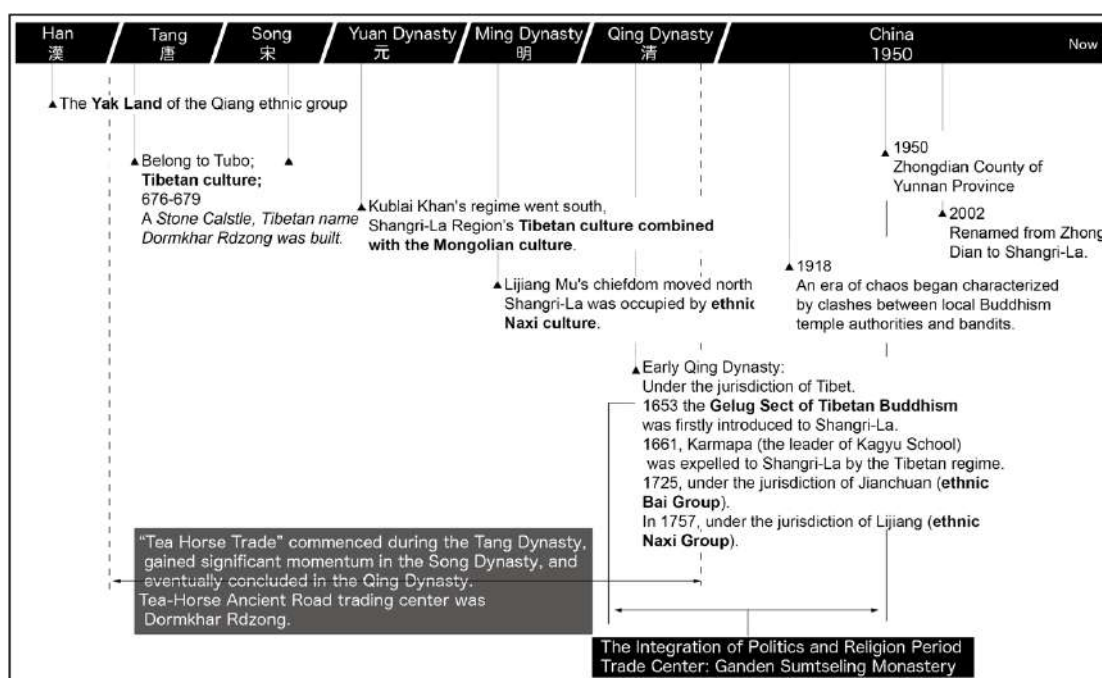 Han
漢
Tang
唐
Song
宋
Yuan Dynasty
元
Ming Dynasty
明
Qing Dynasty
清
China
1950
Now
The Yak Land of the Qiang ethnic group
Belong to Tubo;
Tibetan culture;
676-679
A Stone Calstle, Tibetan name
Dormkhar Rdzong was built.
Kublai Khan's regime went south,
Shangri-La Region's Tibetan culture combined
with the Mongolian culture.
Lijiang Mu's chiefdom moved north
Shangri-La was occupied by ethnic
Naxi culture.
1950
Zhongdian County of
Yunnan Province
2002
Renamed from Zhong
Dian to Shangri-La.
1918
An era of chaos began characterized
by clashes between local Buddhism
temple authorities and bandits.
Early Qing Dynasty:
Under the jurisdiction of Tibet.
1653 the Gelug Sect of Tibetan Buddhism
was firstly introduced to Shangri-La.
1661, Karmapa (the leader of Kagyu School)
was expelled to Shangri-La by the Tibetan regime.
1725, under the jurisdiction of Jianchuan (ethnic
Bai Group).
In 1757, under the jurisdiction of Lijiang (ethnic
Naxi Group).
“Tea Horse Trade” commenced during the Tang Dynasty,
gained significant momentum in the Song Dynasty, and
eventually concluded in the Qing Dynasty.
Tea-Horse Ancient Road trading center was
Dormkhar Rdzong.
The Integration of Politics and Religion Period
Trade Center: Ganden Sumtseling Monastery